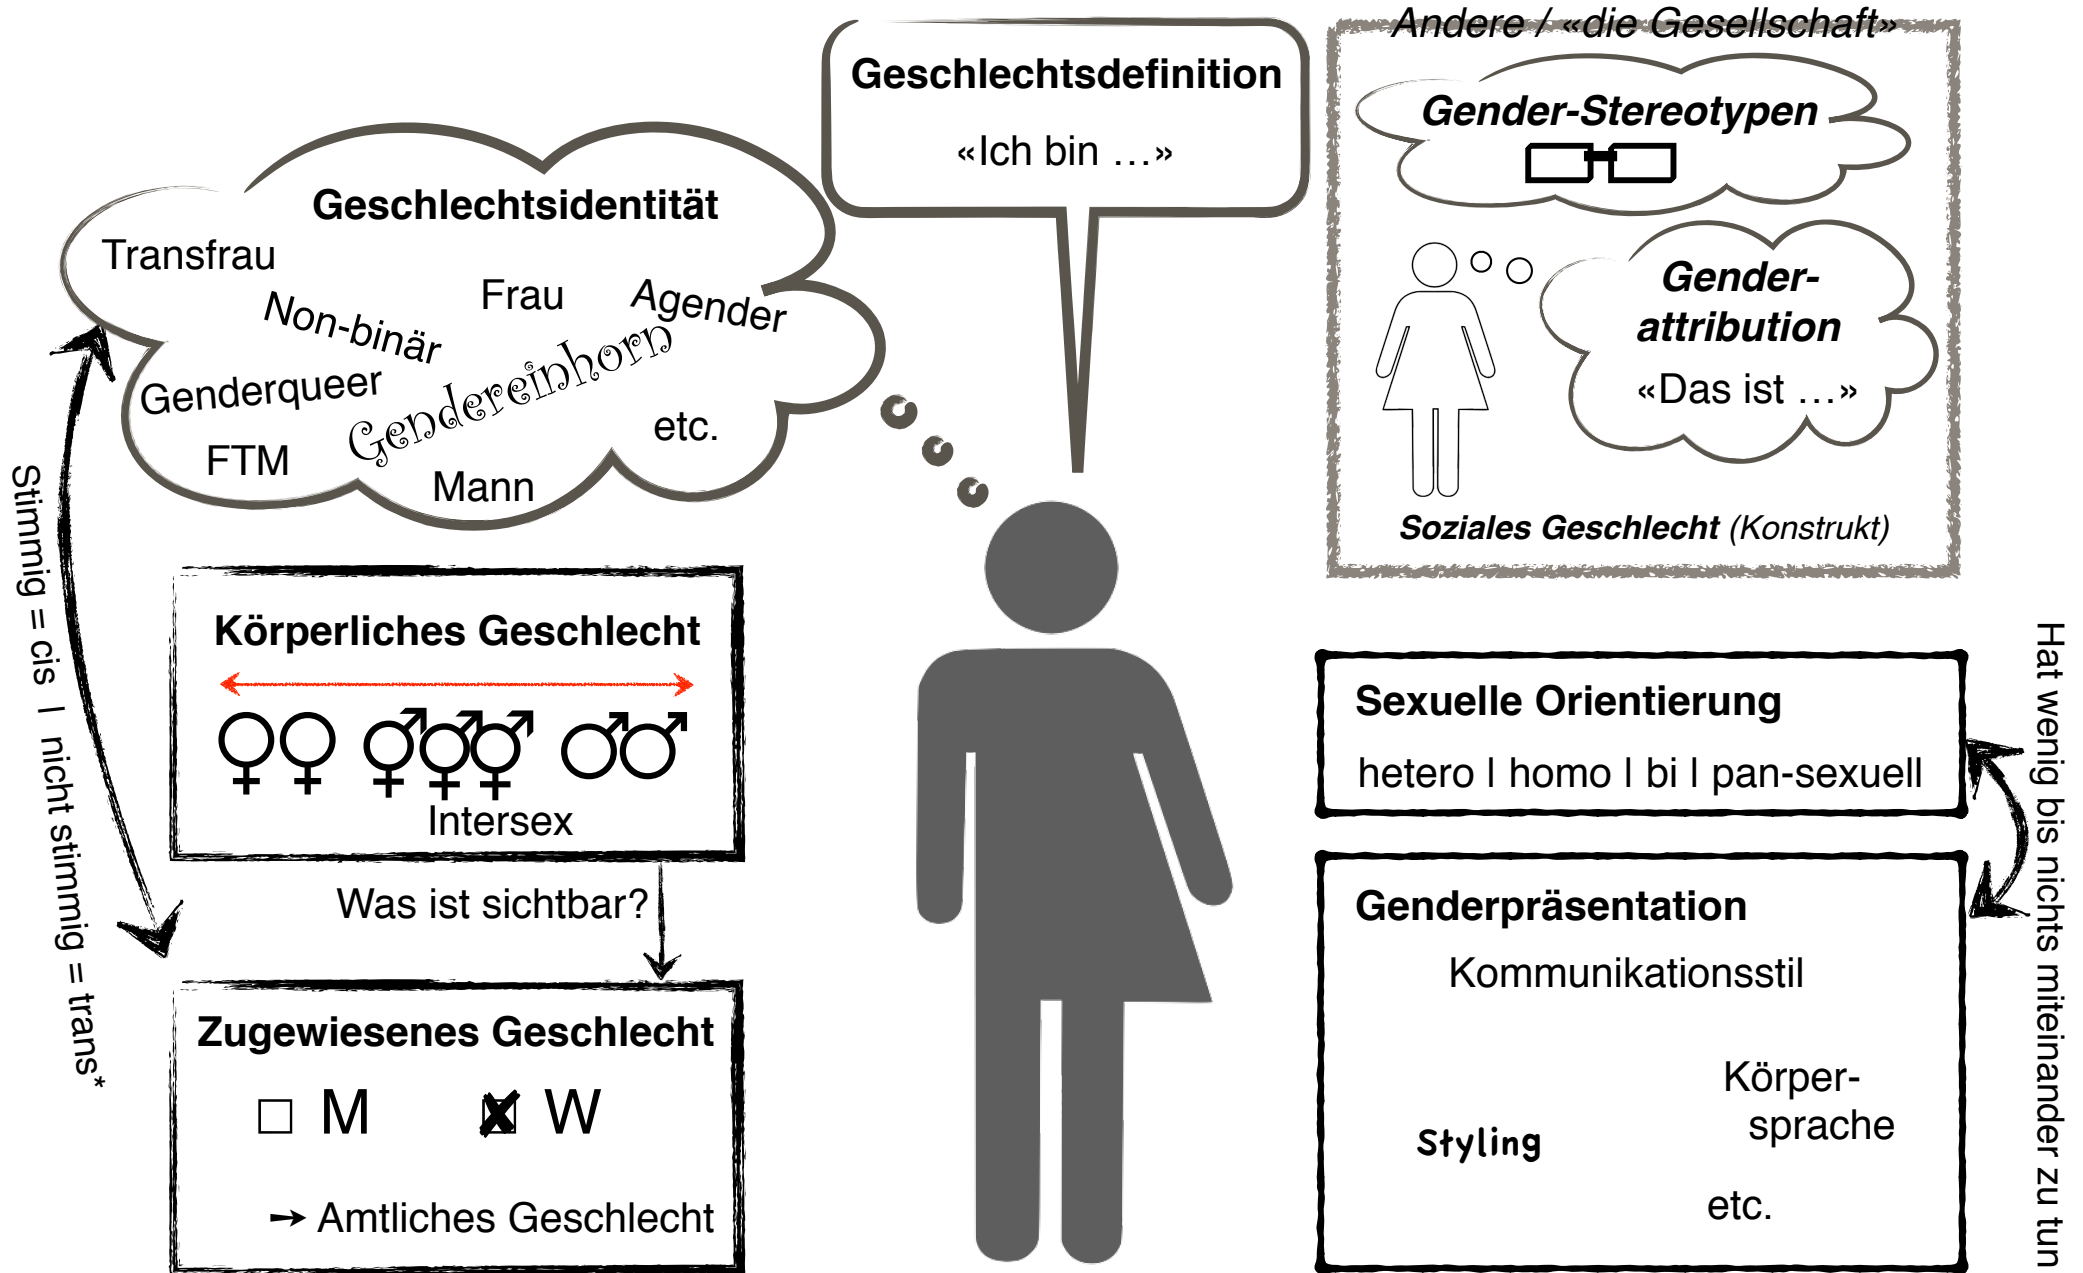 Geschlechtsdefinition
«Ich bin …»
Andere / «die Gesellschaft»
Gender-Stereotypen
Gender-
attribution
«Das ist …»
Soziales Geschlecht (Konstrukt)
Geschlechtsidentität
Transfrau
Non-binär
Frau
Agender
Genderqueer
Gendereinhorn
FTM
Mann
etc.
Stimmig = cis | nicht stimmig = trans*
Körperliches Geschlecht
♀♀ ⚥⚥⚥ ♂♂
Intersex
Was ist sichtbar?
Zugewiesenes Geschlecht
☐ M ☒ W
→ Amtliches Geschlecht
Sexuelle Orientierung
hetero | homo | bi | pan-sexuell
Genderpräsentation
Kommunikationsstil
Körper-
sprache
Styling
etc.
Hat wenig bis nichts miteinander zu tun